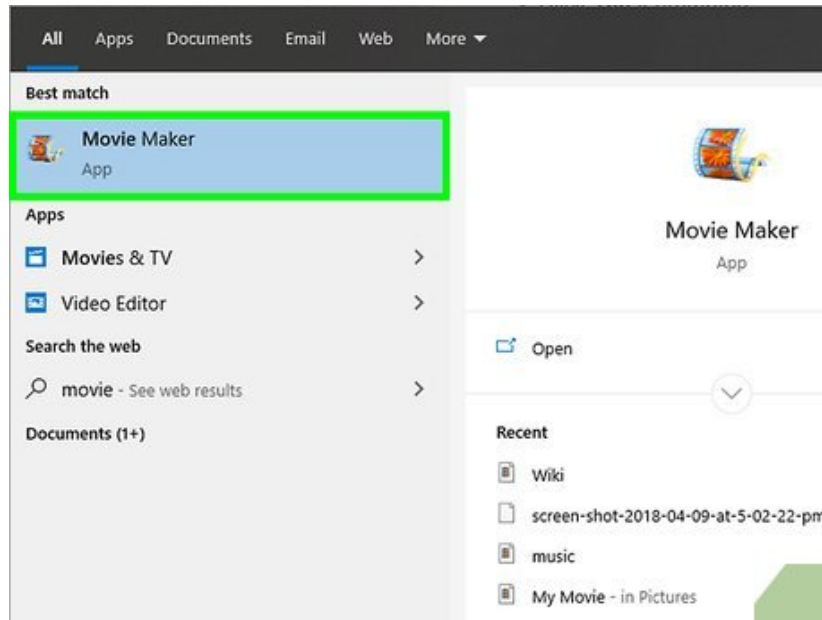 All Apps Documents Email Web More
Best match
Movie Maker
App
Apps
Movies & TV
Video Editor
Search the web
movie - See web results
Documents (1+)
Movie Maker
App
Open
Recent
Wiki
screen-shot-2018-04-09-at-5-02-22-pm
music
My Movie - in Pictures